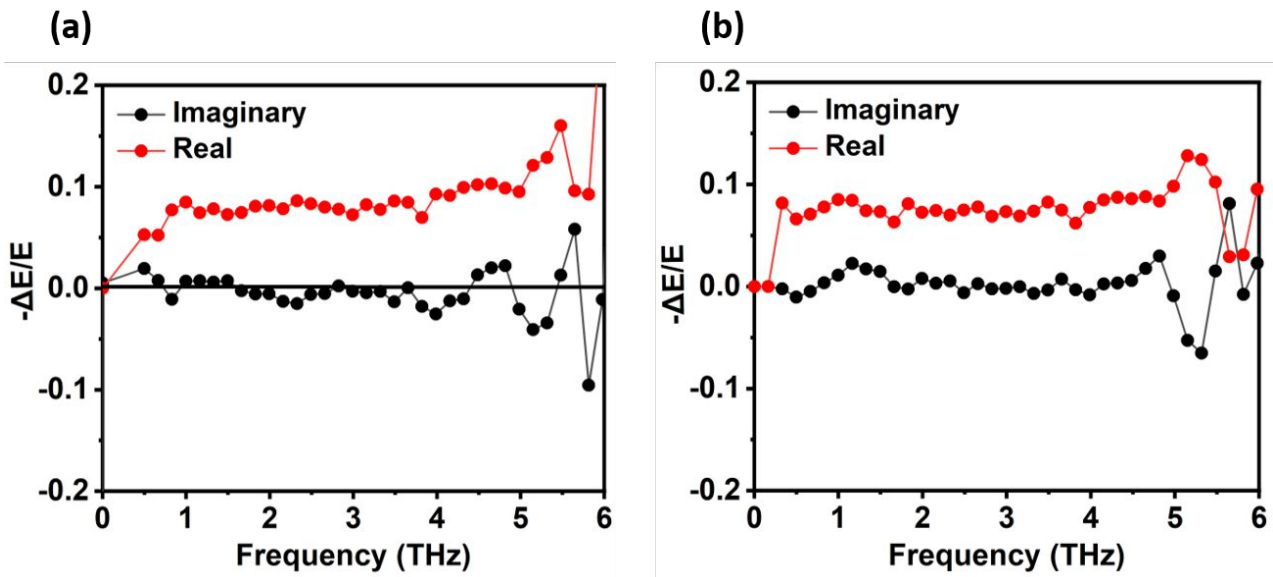 (a)
(b)
0.2
0.1
0.0
-0.1
-0.2
-ΔE/E
Imaginary
Real
0 1 2 3 4 5 6
Frequency (THz)
0.2
0.1
0.0
-0.1
-0.2
-ΔE/E
Imaginary
Real
0 1 2 3 4 5 6
Frequency (THz)